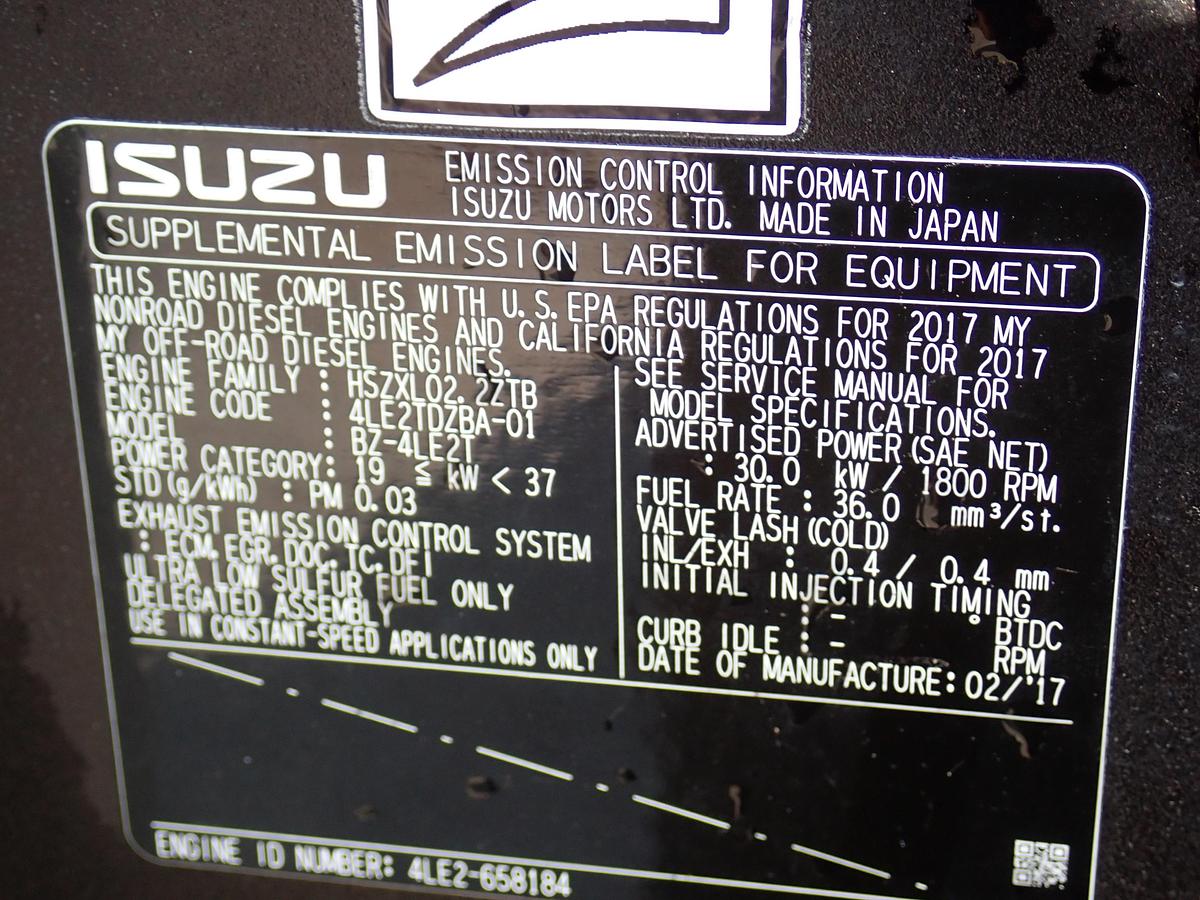 ISUZU
EMISSION CONTROL INFORMATION
ISUZU MOTORS LTD. MADE IN JAPAN
SUPPLEMENTAL EMISSION LABEL FOR EQUIPMENT
THIS ENGINE COMPLIES WITH U.S. EPA REGULATIONS FOR 2017 MY
NONROAD DIESEL ENGINES AND CALIFORNIA REGULATIONS FOR 2017
MY OFF-ROAD DIESEL ENGINES.
ENGINE FAMILY : HSZXL02.2ZTB
ENGINE CODE : 4LE2TDZBA-01
MODEL : BZ-4LE2T
POWER CATEGORY: 19 ≦ kW < 37
STD (g/kWh) : PM 0.03
EXHAUST EMISSION CONTROL SYSTEM
: ECM.EGR.DOC.TC.DFI
ULTRA LOW SULFUR FUEL ONLY
DELEGATED ASSEMBLY
USE IN CONSTANT-SPEED APPLICATIONS ONLY
SEE SERVICE MANUAL FOR
MODEL SPECIFICATIONS.
ADVERTISED POWER (SAE NET)
: 30.0 kW / 1800 RPM
FUEL RATE : 36.0 mm³/st.
VALVE LASH (COLD)
INL/EXH : 0.4 / 0.4 mm
INITIAL INJECTION TIMING
: - ° BTDC
CURB IDLE : - RPM
DATE OF MANUFACTURE: 02/'17
ENGINE ID NUMBER: 4LE2-658184